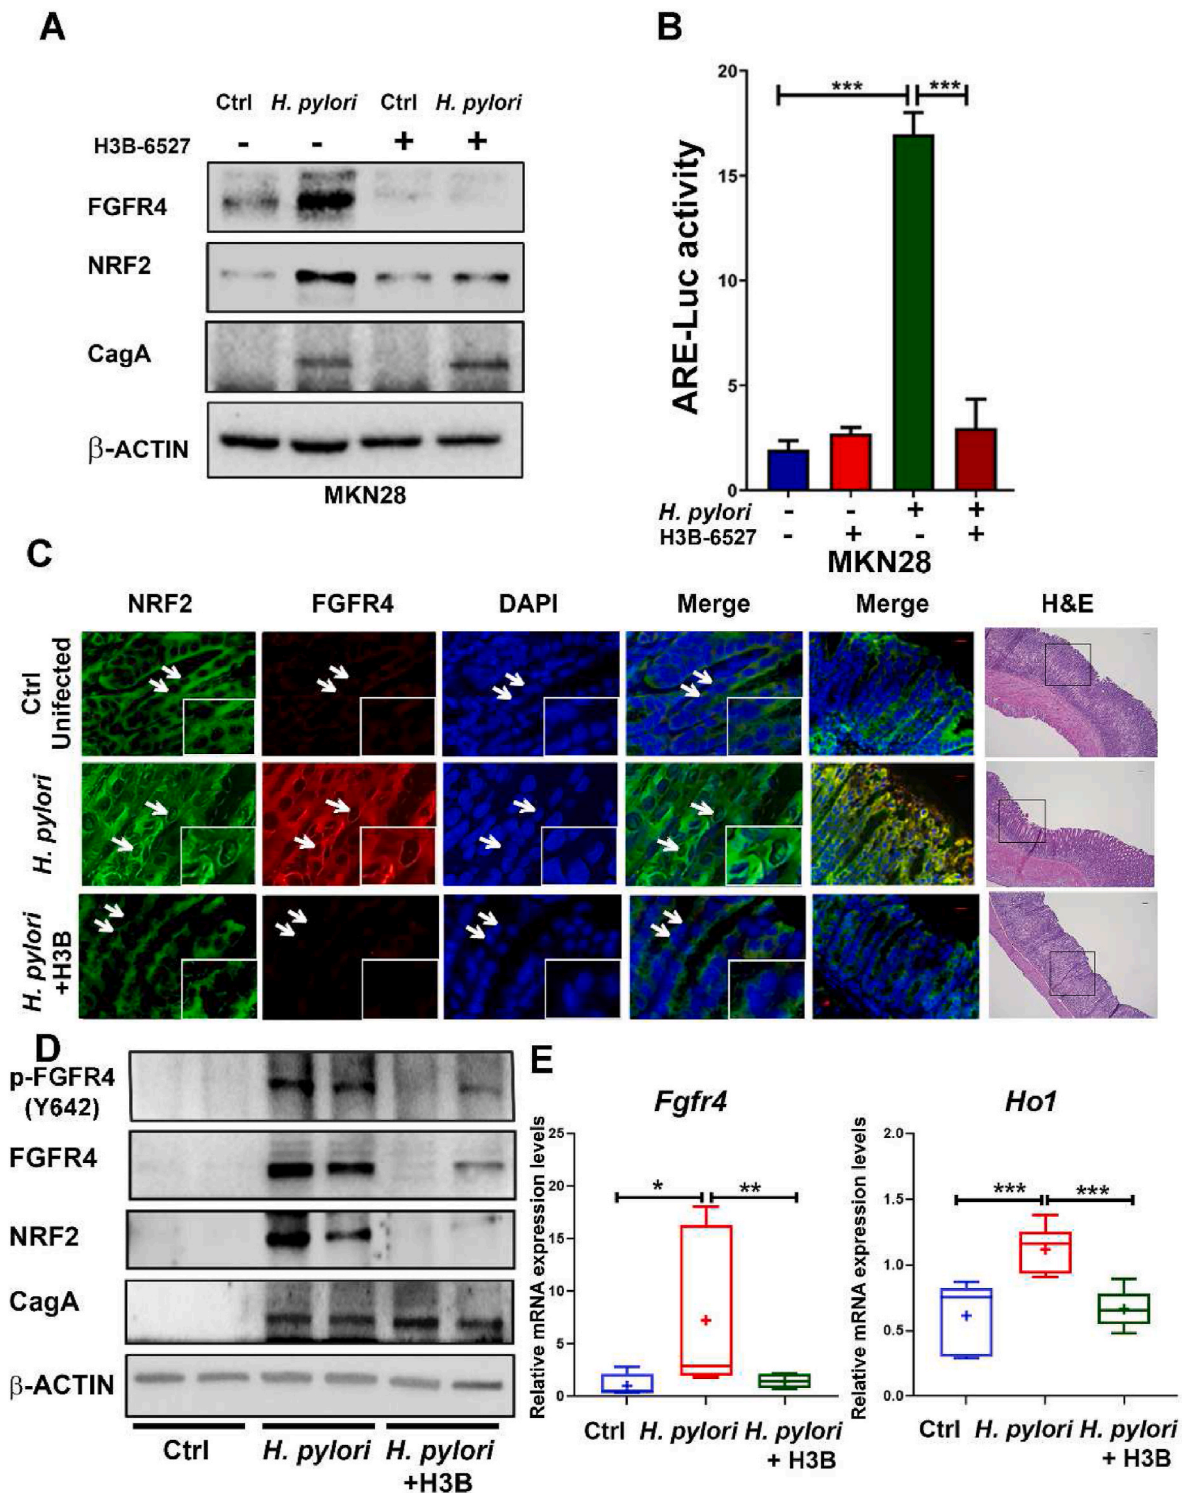 A
Ctrl H. pylori Ctrl H. pylori
H3B-6527 - - + +
FGFR4
NRF2
CagA
β-ACTIN
MKN28
B
ARE-Luc activity
20
15
10
5
0
*** ***
H. pylori - - + +
H3B-6527 - + - +
MKN28
C
NRF2 FGFR4 DAPI Merge Merge H&E
Ctrl
Unifected
H. pylori
H. pylori
+H3B
D
p-FGFR4
(Y642)
FGFR4
NRF2
CagA
β-ACTIN
Ctrl H. pylori H. pylori
+H3B
E
Fgfr4
Relative mRNA expression levels
25
20
15
10
5
0
* **
Ctrl H. pylori H. pylori
+ H3B
Ho1
Relative mRNA expression levels
2.0
1.5
1.0
0.5
0.0
*** ***
Ctrl H. pylori H. pylori
+ H3B